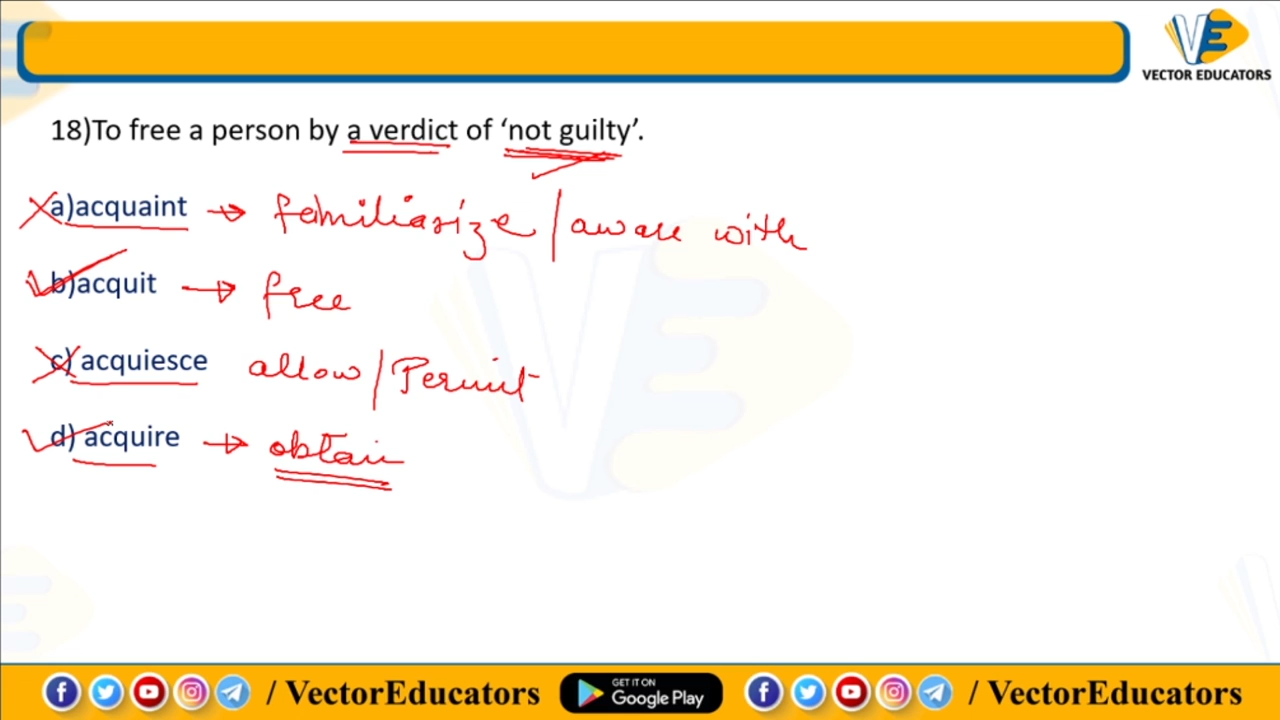 VECTOR EDUCATORS
18)To free a person by a verdict of ‘not guilty’.
a)acquaint → familiarize / aware with
b)acquit → free
c) acquiesce allow / Permit
d) acquire → obtain
/ VectorEducators GET IT ON Google Play / VectorEducators